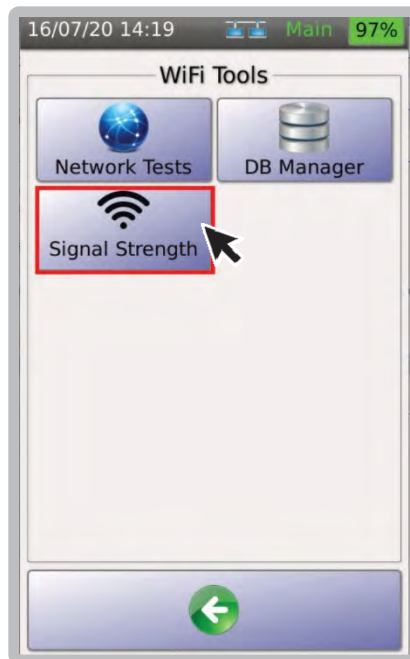 16/07/20 14:19 Main 97%
WiFi Tools
Network Tests DB Manager
Signal Strength